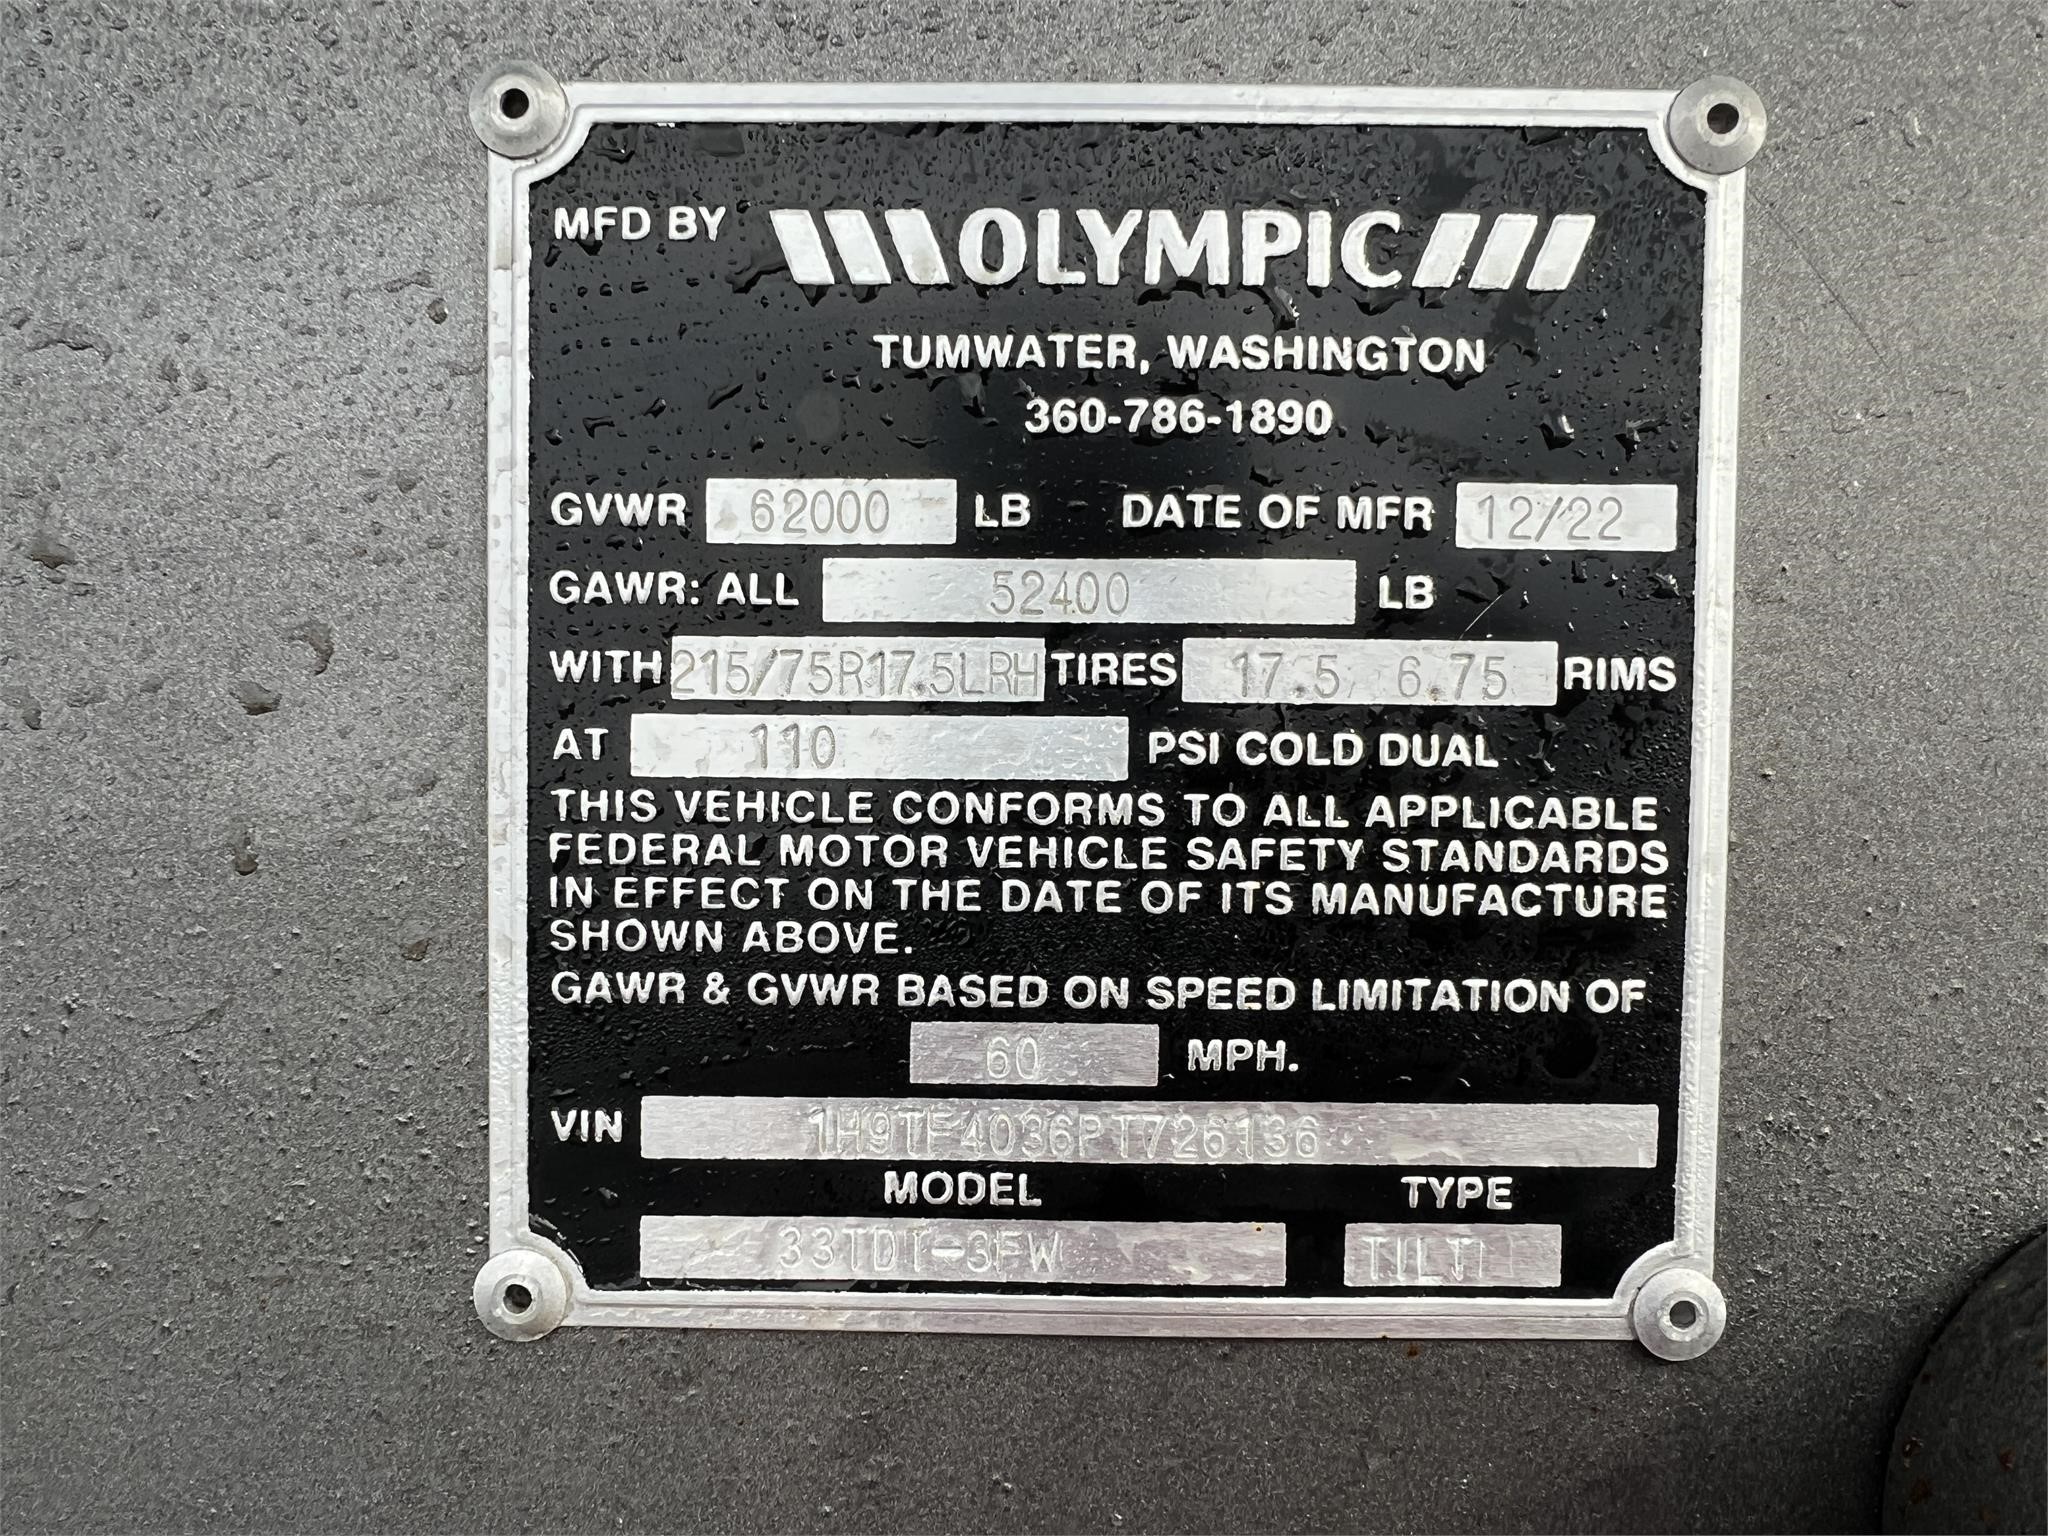 MFD BY OLYMPIC
TUMWATER, WASHINGTON
360-786-1890
GVWR 62000 LB DATE OF MFR 12/22
GAWR: ALL 52400 LB
WITH 215/75R17.5LRH TIRES 17.5 6.75 RIMS
AT 110 PSI COLD DUAL
THIS VEHICLE CONFORMS TO ALL APPLICABLE
FEDERAL MOTOR VEHICLE SAFETY STANDARDS
IN EFFECT ON THE DATE OF ITS MANUFACTURE
SHOWN ABOVE.
GAWR & GVWR BASED ON SPEED LIMITATION OF
60 MPH.
VIN 1H9TF4036PT726136
MODEL TYPE
33TDT-3FW TILT